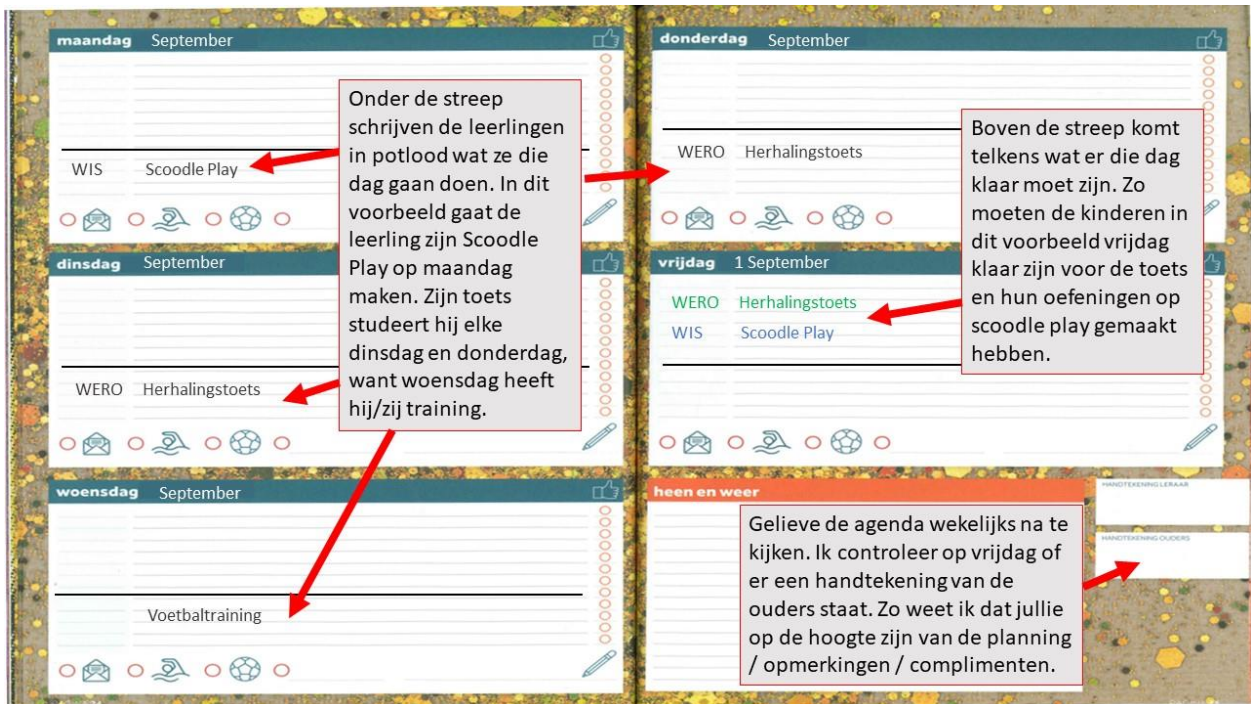 maandag September
WIS Scoodle Play
dinsdag September
WERO Herhalingstoets
woensdag September
Voetbaltraining
Onder de streep
schrijven de leerlingen
in potlood wat ze die
dag gaan doen. In dit
voorbeeld gaat de
leerling zijn Scoodle
Play op maandag
maken. Zijn toets
studeert hij elke
dinsdag en donderdag,
want woensdag heeft
hij/zij training.
donderdag September
WERO Herhalingstoets
vrijdag 1 September
WERO Herhalingstoets
WIS Scoodle Play
Boven de streep komt
telkens wat er die dag
klaar moet zijn. Zo
moeten de kinderen in
dit voorbeeld vrijdag
klaar zijn voor de toets
en hun oefeningen op
scoodle play gemaakt
hebben.
heen en weer
HANDTEKENING LERAAR
HANDTEKENING OUDERS
Gelieve de agenda wekelijks na te
kijken. Ik controleer op vrijdag of
er een handtekening van de
ouders staat. Zo weet ik dat jullie
op de hoogte zijn van de planning
/ opmerkingen / complimenten.